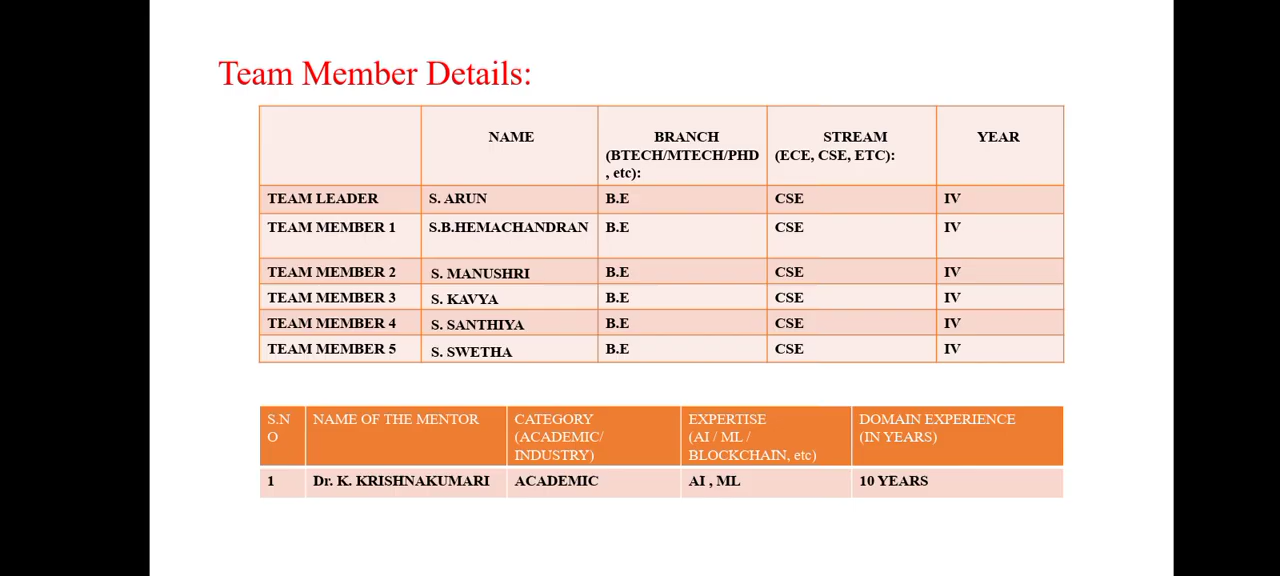 Team Member Details:
NAME BRANCH (BTECH/MTECH/PHD , etc): STREAM (ECE, CSE, ETC): YEAR
TEAM LEADER S. ARUN B.E CSE IV
TEAM MEMBER 1 S.B.HEMACHANDRAN B.E CSE IV
TEAM MEMBER 2 S. MANUSHRI B.E CSE IV
TEAM MEMBER 3 S. KAVYA B.E CSE IV
TEAM MEMBER 4 S. SANTHIYA B.E CSE IV
TEAM MEMBER 5 S. SWETHA B.E CSE IV
S.N O NAME OF THE MENTOR CATEGORY (ACADEMIC/ INDUSTRY) EXPERTISE (AI / ML / BLOCKCHAIN, etc) DOMAIN EXPERIENCE (IN YEARS)
1 Dr. K. KRISHNAKUMARI ACADEMIC AI , ML 10 YEARS